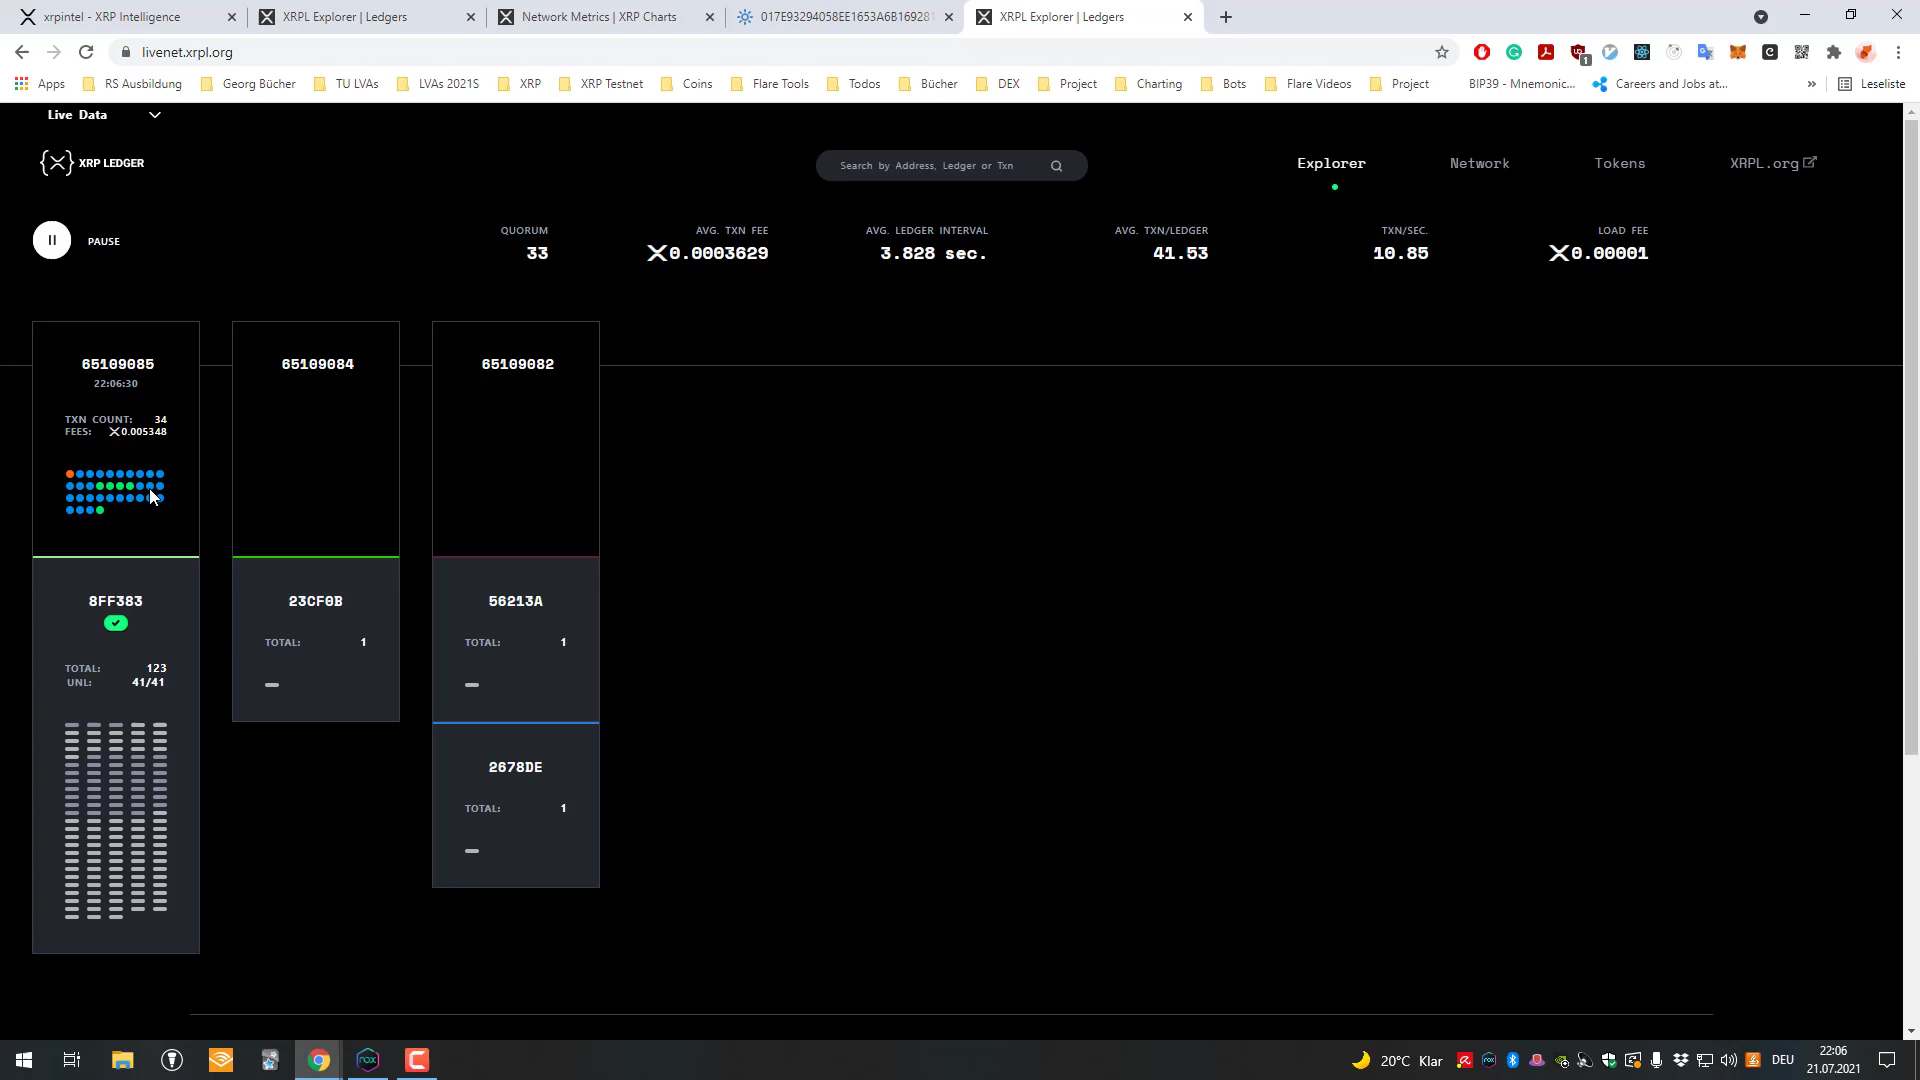 xrpintel - XRP Intelligence
XRPL Explorer | Ledgers
Network Metrics | XRP Charts
017E93294058EE1653A6B169281
XRPL Explorer | Ledgers
livenet.xrpl.org
1
Apps
RS Ausbildung
Georg Bücher
TU LVAs
LVAs 2021S
XRP
XRP Testnet
Coins
Flare Tools
Todos
Bücher
DEX
Project
Charting
Bots
Flare Videos
Project
BIP39 - Mnemonic...
Careers and Jobs at...
»
Leseliste
Live Data
XRP LEDGER
Search by Address, Ledger or Txn
Explorer
Network
Tokens
XRPL.org
PAUSE
QUORUM
33
AVG. TXN FEE
0.0003629
AVG. LEDGER INTERVAL
3.828 sec.
AVG. TXN/LEDGER
41.53
TXN/SEC.
10.85
LOAD FEE
0.00001
65109085
22:06:30
TXN COUNT: 34
FEES: 0.005348
8FF383
TOTAL: 123
UNL: 41/41
65109084
23CF0B
TOTAL: 1
65109082
56213A
TOTAL: 1
2678DE
TOTAL: 1
nox
20°C Klar
DEU
22:06
21.07.2021